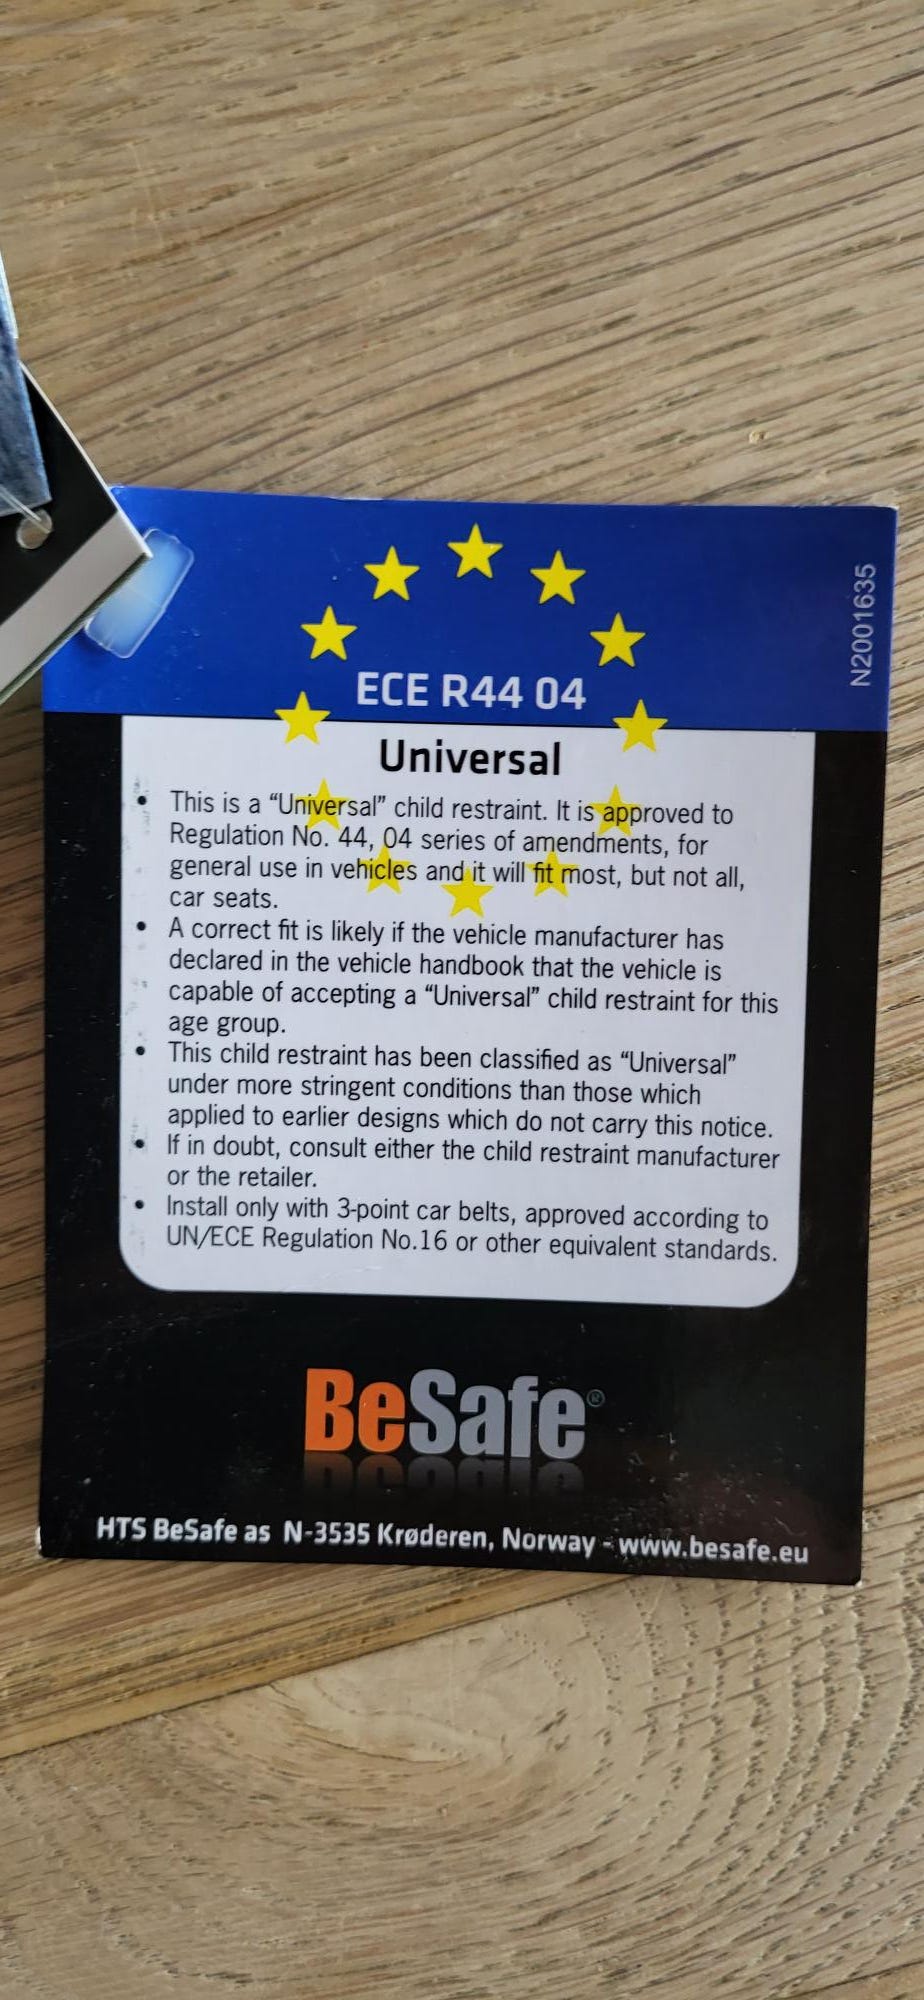 N2001635
ECE R44 04
Universal
• This is a “Universal” child restraint. It is approved to
Regulation No. 44, 04 series of amendments, for
general use in vehicles and it will fit most, but not all,
car seats.
• A correct fit is likely if the vehicle manufacturer has
declared in the vehicle handbook that the vehicle is
capable of accepting a “Universal” child restraint for this
age group.
• This child restraint has been classified as “Universal”
under more stringent conditions than those which
applied to earlier designs which do not carry this notice.
• If in doubt, consult either the child restraint manufacturer
or the retailer.
• Install only with 3-point car belts, approved according to
UN/ECE Regulation No.16 or other equivalent standards.
BeSafe®
HTS BeSafe as N-3535 Krøderen, Norway - www.besafe.eu